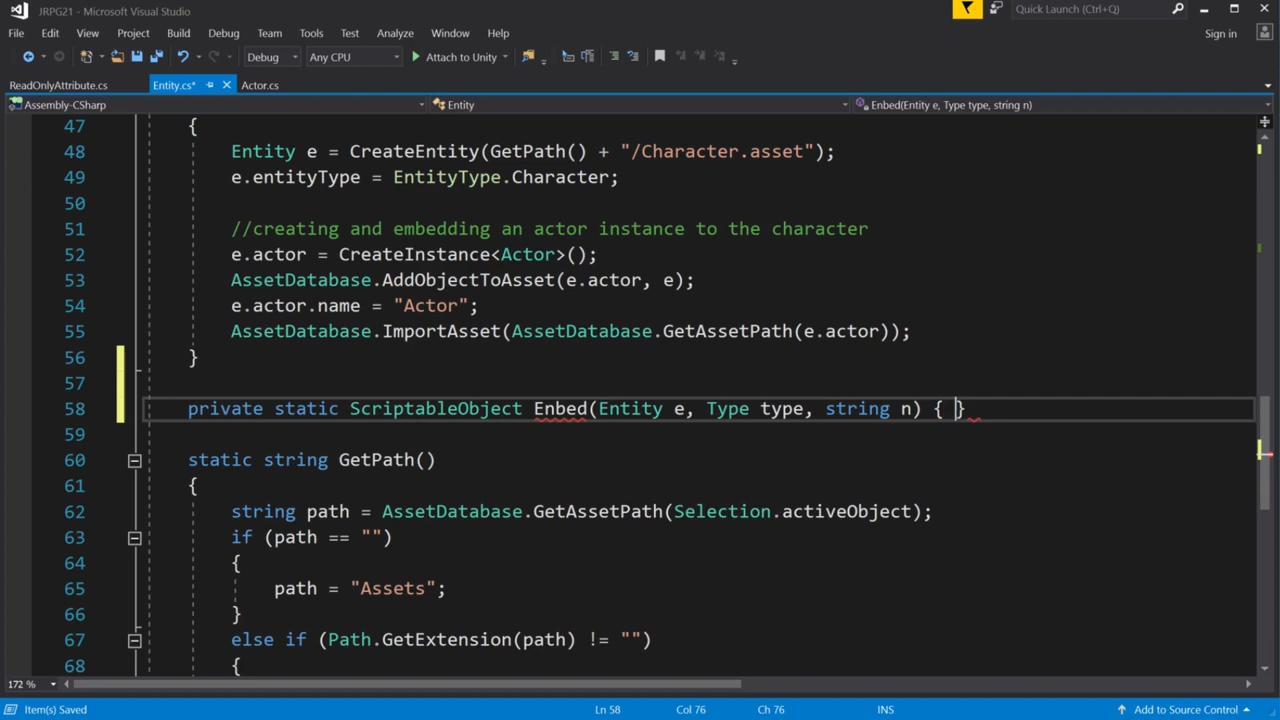 JRPG21 - Microsoft Visual Studio
Quick Launch (Ctrl+Q)
File Edit View Project Build Debug Team Tools Test Analyze Window Help
Sign in
Debug Any CPU Attach to Unity
ReadOnlyAttribute.cs Entity.cs* Actor.cs
Assembly-CSharp Entity Enbed(Entity e, Type type, string n)
47 {
48 Entity e = CreateEntity(GetPath() + "/Character.asset");
49 e.entityType = EntityType.Character;
50
51 //creating and embedding an actor instance to the character
52 e.actor = CreateInstance<Actor>();
53 AssetDatabase.AddObjectToAsset(e.actor, e);
54 e.actor.name = "Actor";
55 AssetDatabase.ImportAsset(AssetDatabase.GetAssetPath(e.actor));
56 }
57
58 private static ScriptableObject Enbed(Entity e, Type type, string n) { }
59
60 static string GetPath()
61 {
62 string path = AssetDatabase.GetAssetPath(Selection.activeObject);
63 if (path == "")
64 {
65 path = "Assets";
66 }
67 else if (Path.GetExtension(path) != "")
68 {
172 %
Item(s) Saved Ln 58 Col 76 Ch 76 INS Add to Source Control